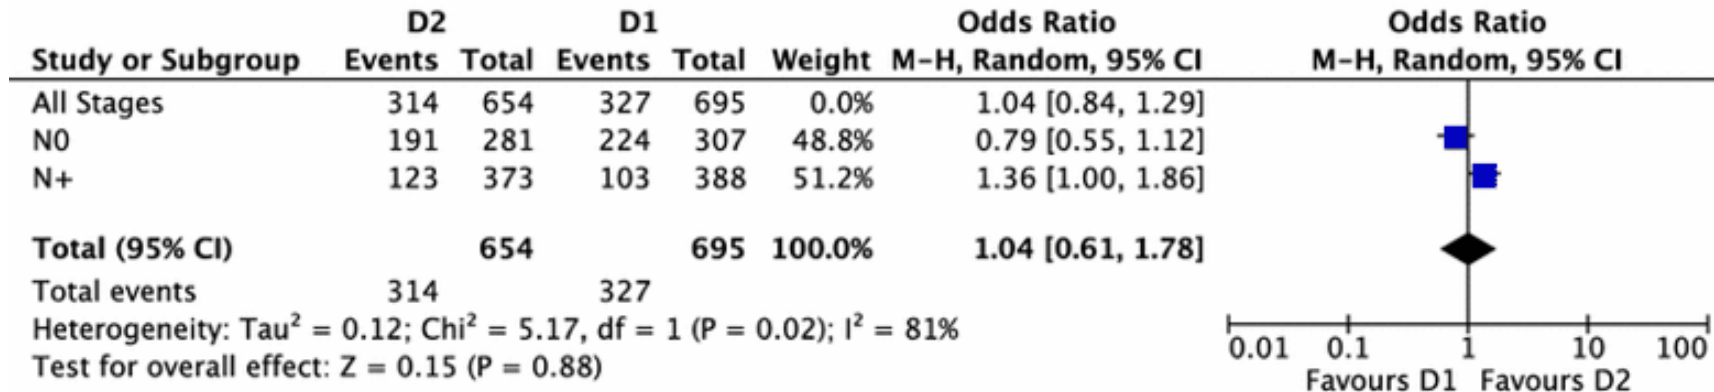 D2 D1 Odds Ratio Odds Ratio
Study or Subgroup Events Total Events Total Weight M-H, Random, 95% CI M-H, Random, 95% CI
All Stages 314 654 327 695 0.0% 1.04 [0.84, 1.29]
N0 191 281 224 307 48.8% 0.79 [0.55, 1.12]
N+ 123 373 103 388 51.2% 1.36 [1.00, 1.86]
Total (95% CI) 654 695 100.0% 1.04 [0.61, 1.78]
Total events 314 327
Heterogeneity: Tau² = 0.12; Chi² = 5.17, df = 1 (P = 0.02); I² = 81%
Test for overall effect: Z = 0.15 (P = 0.88)
0.01 0.1 1 10 100
Favours D1 Favours D2